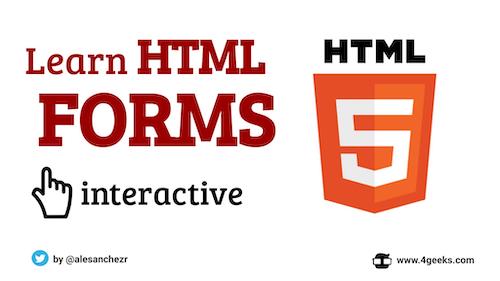 Learn HTML
FORMS
interactive
HTML
5
by @alesanchezr
www.4geeks.com